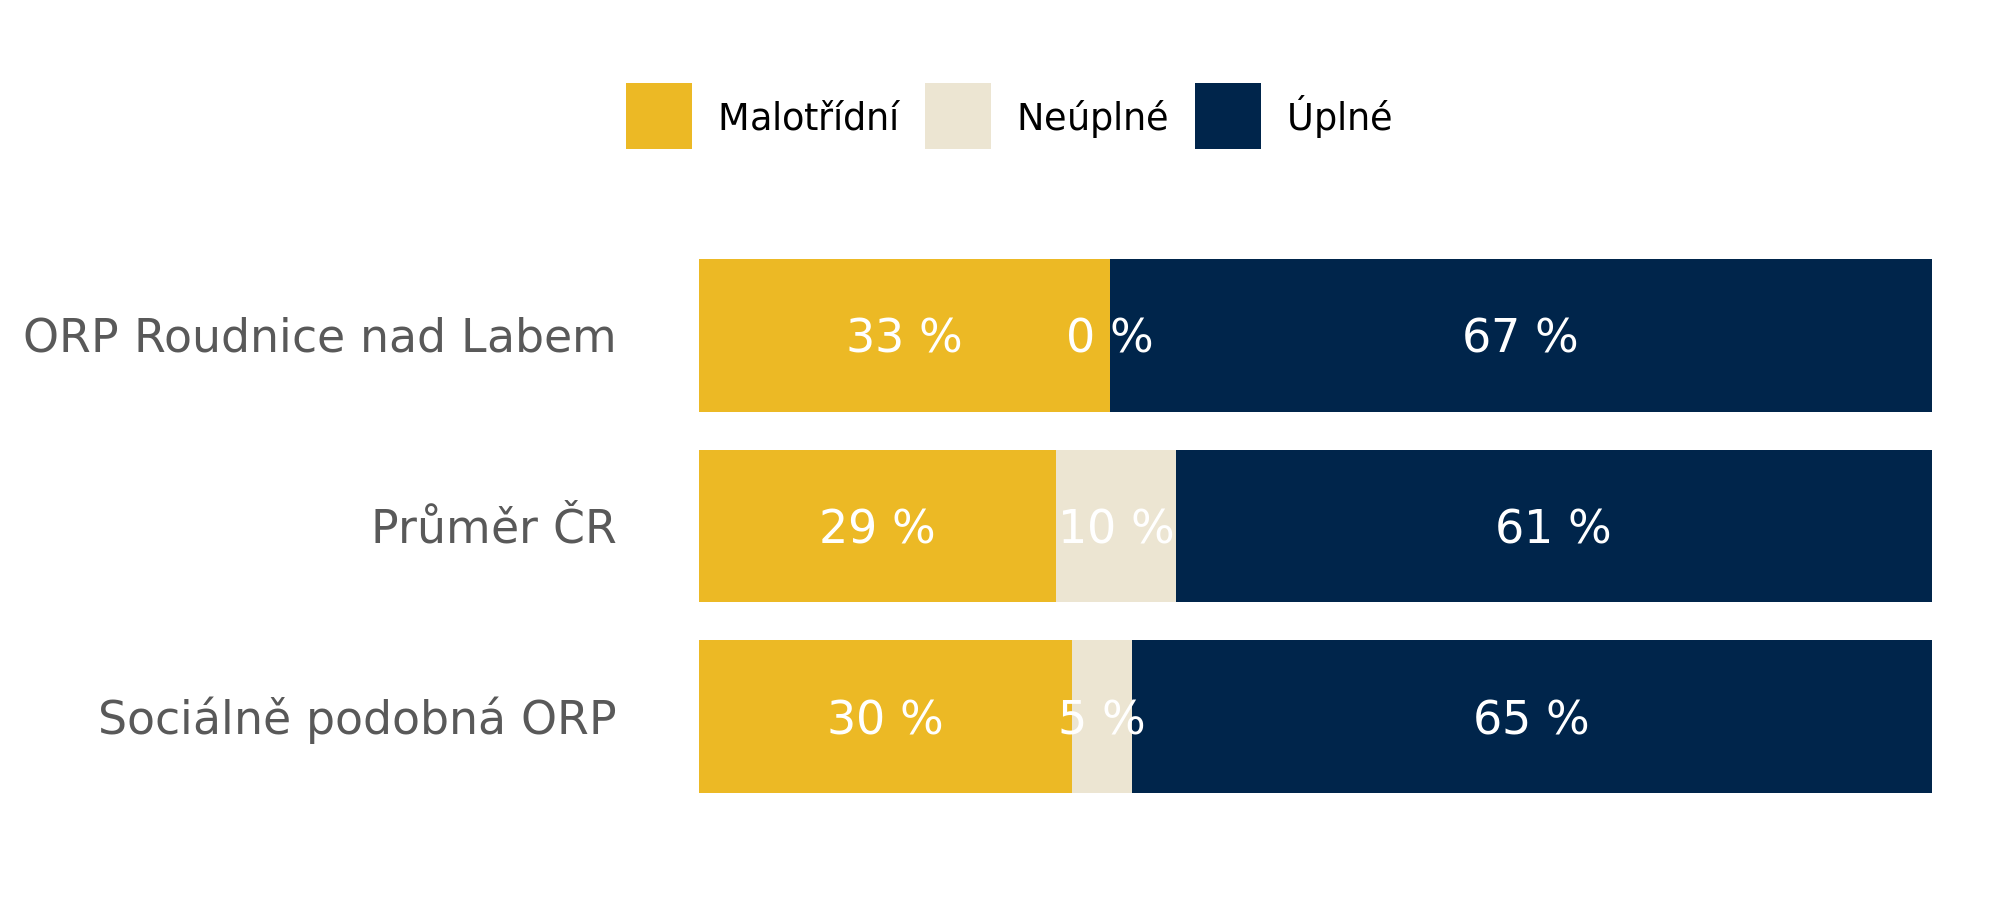 Malotřídní Neúplné Úplné
ORP Roudnice nad Labem 33 % 0 % 67 %
Průměr ČR 29 % 10 % 61 %
Sociálně podobná ORP 30 % 5 % 65 %